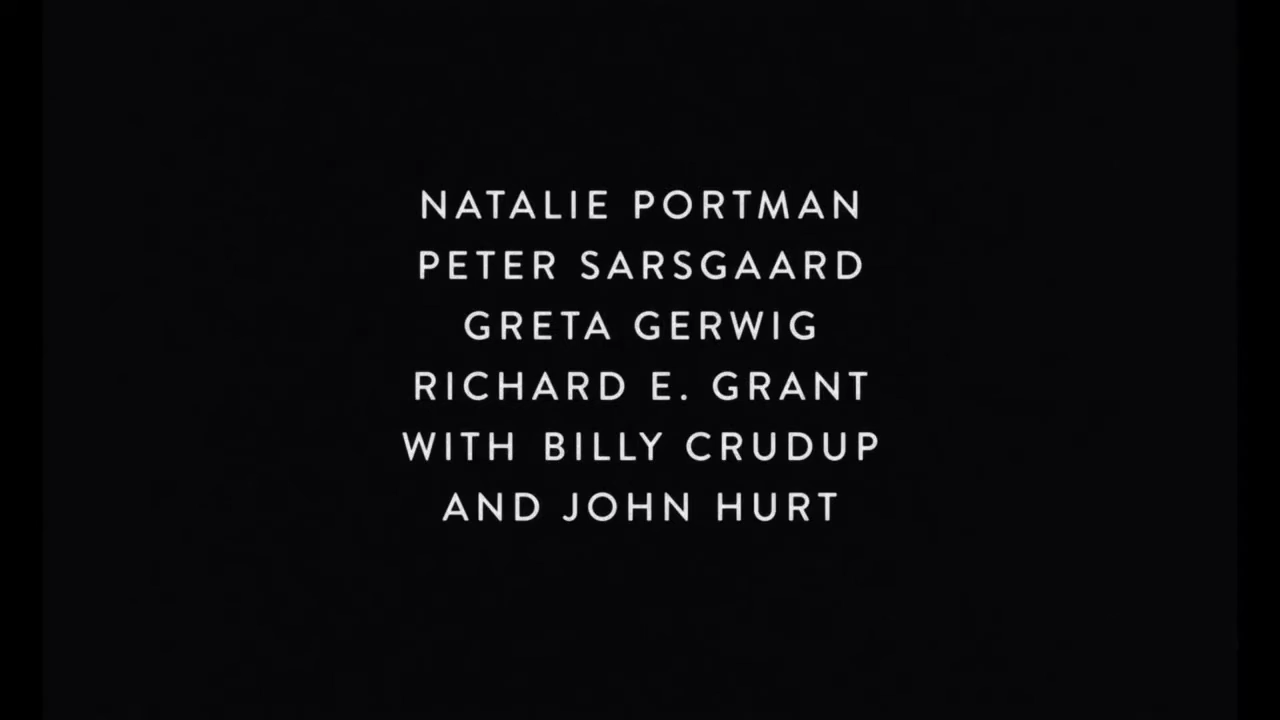 NATALIE PORTMAN
PETER SARSGAARD
GRETA GERWIG
RICHARD E. GRANT
WITH BILLY CRUDUP
AND JOHN HURT